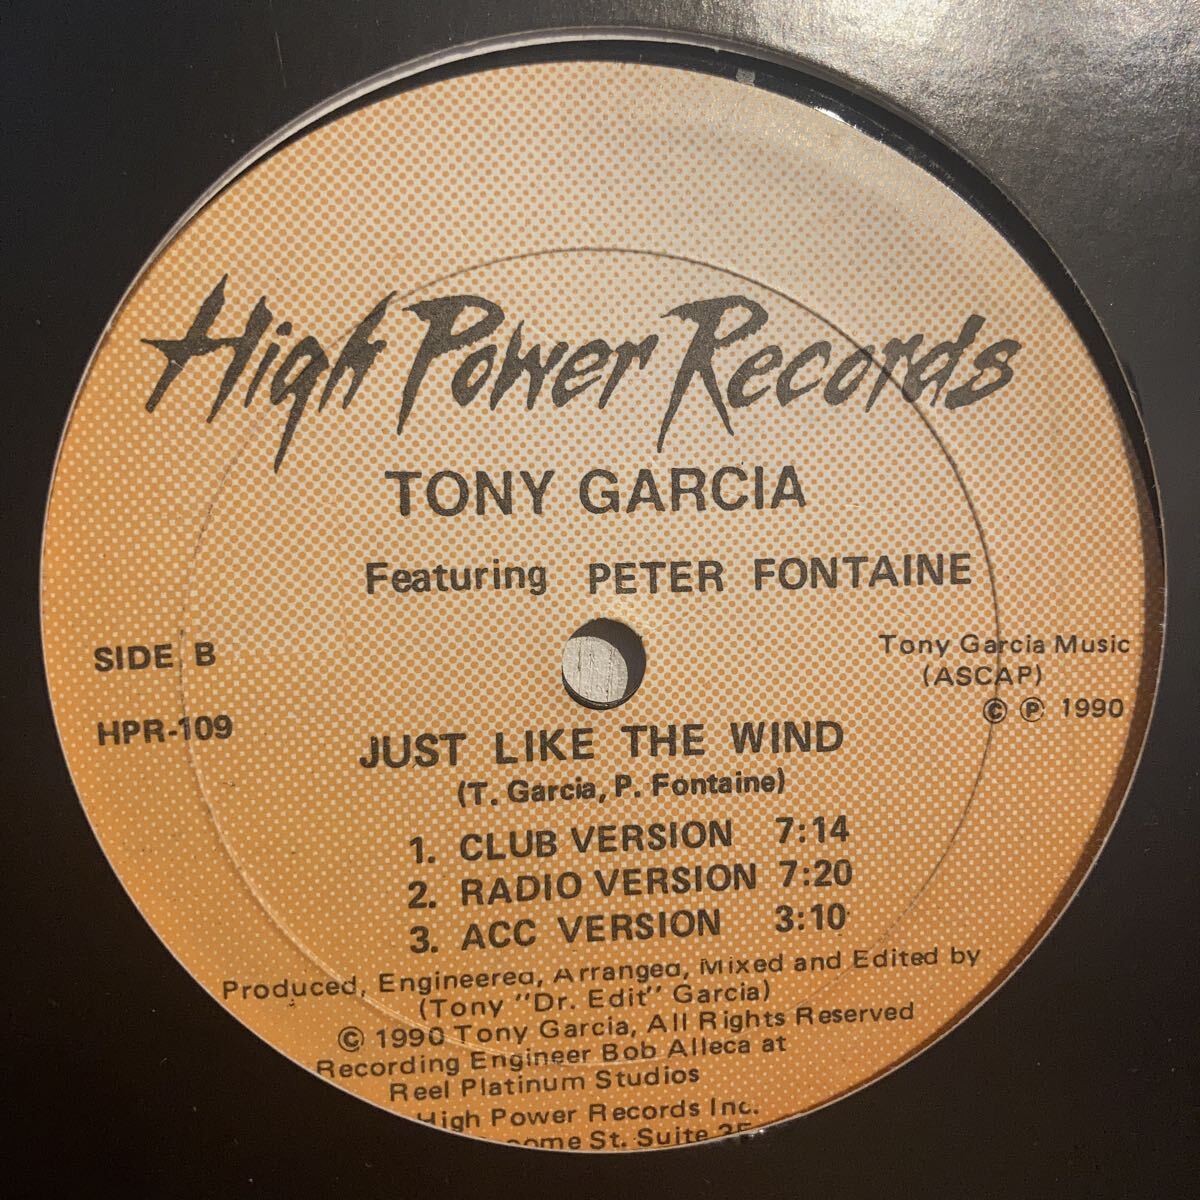 High Power Records
TONY GARCIA
Featuring PETER FONTAINE
SIDE B
HPR-109
Tony Garcia Music
(ASCAP)
© ℗ 1990
JUST LIKE THE WIND
(T. Garcia, P. Fontaine)
1. CLUB VERSION 7:14
2. RADIO VERSION 7:20
3. ACC VERSION 3:10
Produced, Engineered, Arranged, Mixed and Edited by
(Tony "Dr. Edit" Garcia)
© 1990 Tony Garcia, All Rights Reserved
Recording Engineer Bob Alleca at
Reel Platinum Studios
High Power Records Inc.
St. Suite